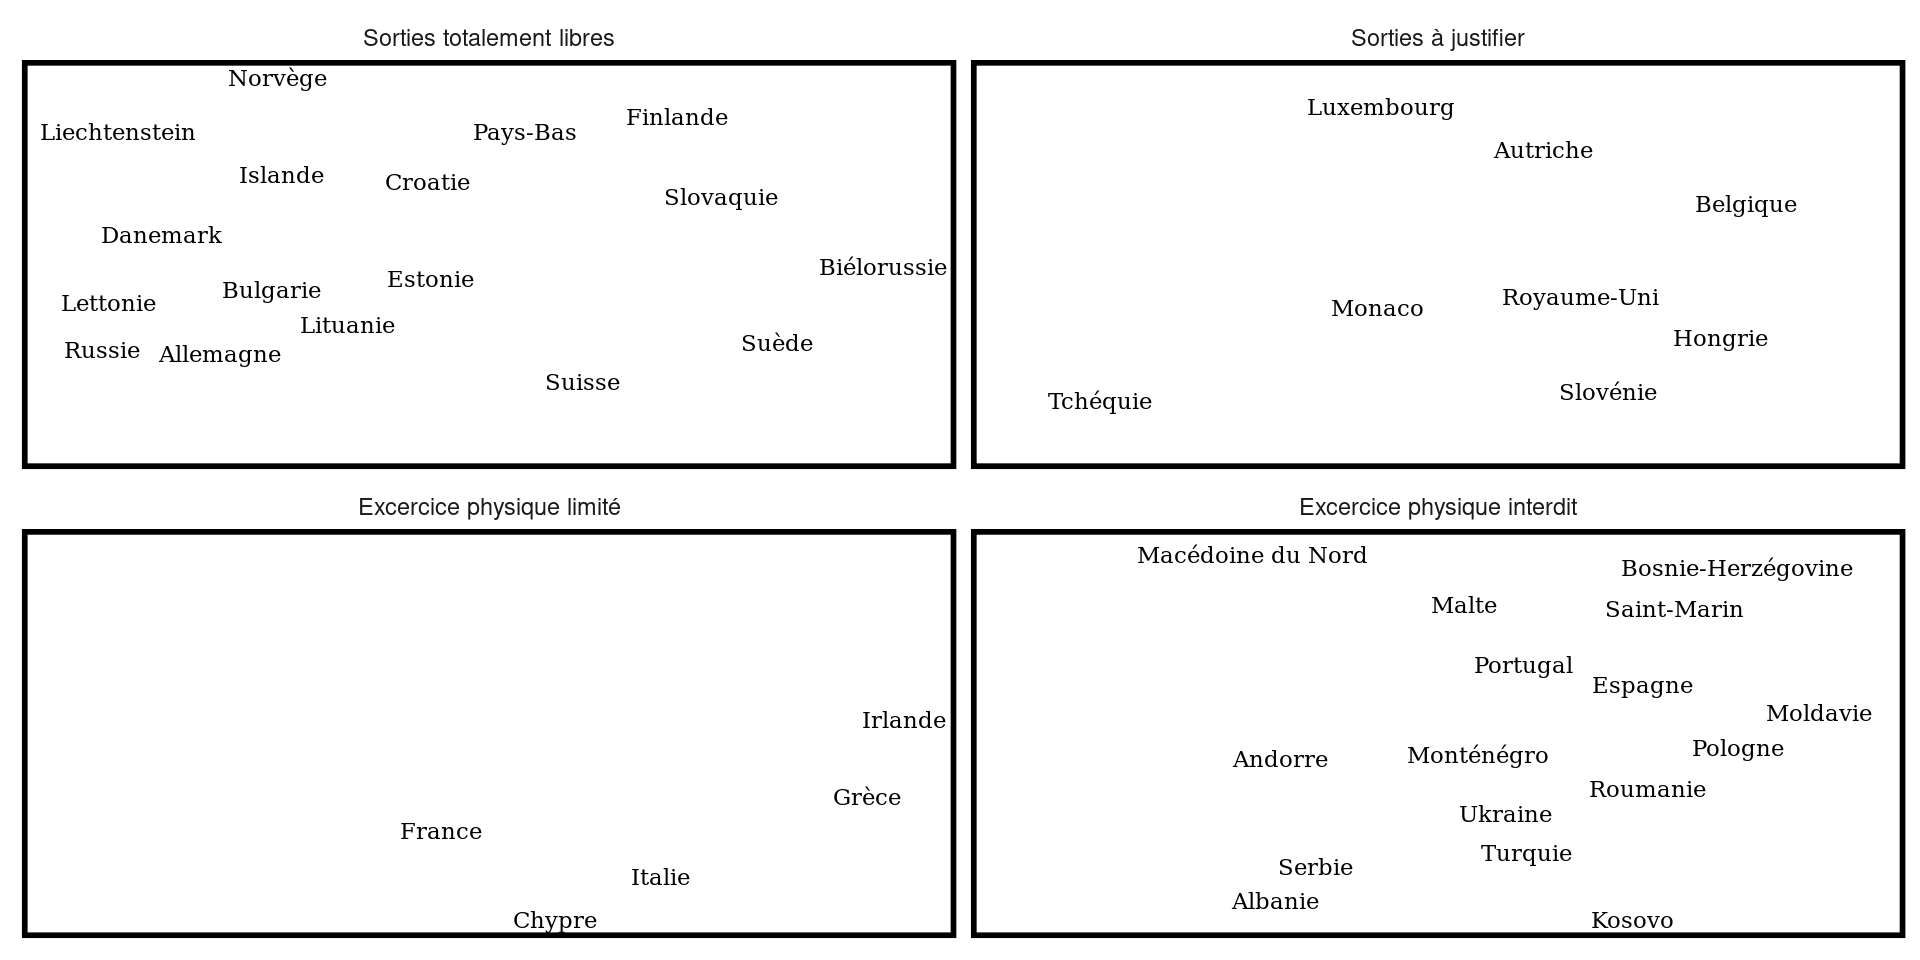 Sorties totalement libres
Norvège
Finlande
Liechtenstein
Pays-Bas
Islande
Croatie
Slovaquie
Danemark
Biélorussie
Estonie
Bulgarie
Lettonie
Lituanie
Suède
Russie
Allemagne
Suisse
Sorties à justifier
Luxembourg
Autriche
Belgique
Royaume-Uni
Monaco
Hongrie
Slovénie
Tchéquie
Excercice physique limité
Irlande
Grèce
France
Italie
Chypre
Excercice physique interdit
Macédoine du Nord
Bosnie-Herzégovine
Malte
Saint-Marin
Portugal
Espagne
Moldavie
Pologne
Monténégro
Andorre
Roumanie
Ukraine
Turquie
Serbie
Albanie
Kosovo